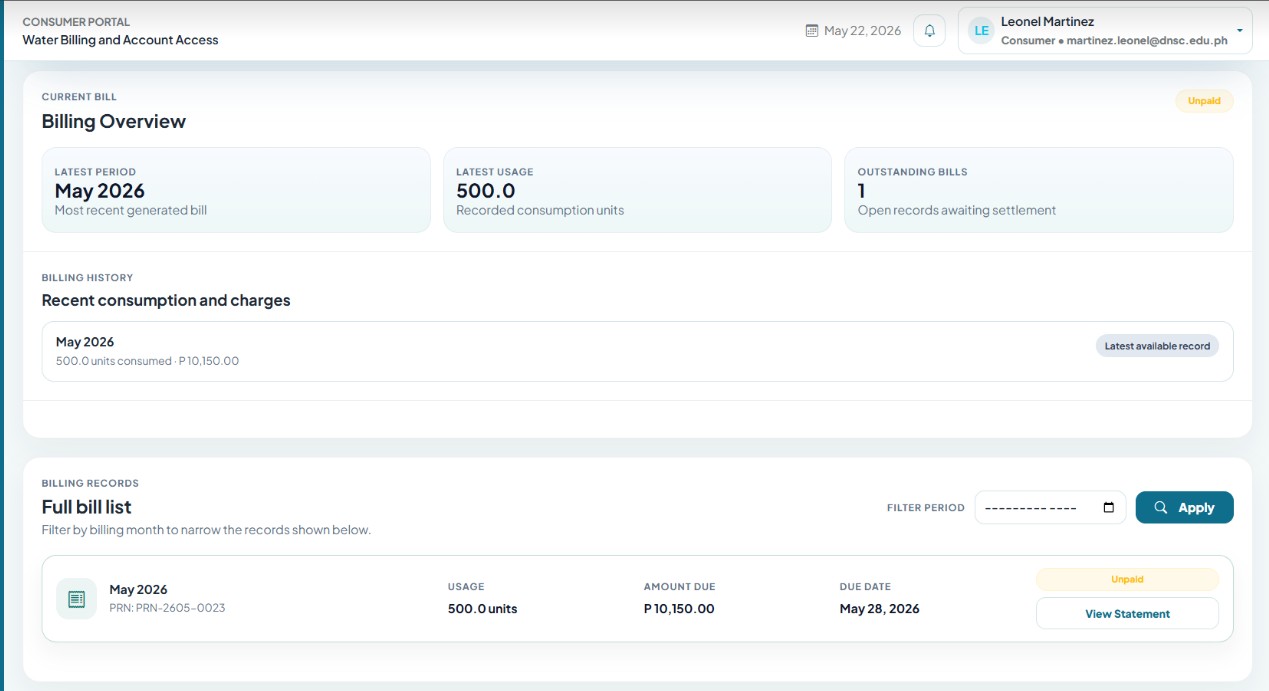 CONSUMER PORTAL
Water Billing and Account Access
May 22, 2026
LE
Leonel Martinez
Consumer • martinez.leonel@dnsc.edu.ph
CURRENT BILL
Billing Overview
Unpaid
LATEST PERIOD
May 2026
Most recent generated bill
LATEST USAGE
500.0
Recorded consumption units
OUTSTANDING BILLS
1
Open records awaiting settlement
BILLING HISTORY
Recent consumption and charges
May 2026
500.0 units consumed · P 10,150.00
Latest available record
BILLING RECORDS
Full bill list
Filter by billing month to narrow the records shown below.
FILTER PERIOD
---------- ----
Apply
May 2026
PRN: PRN-2605-0023
USAGE
500.0 units
AMOUNT DUE
P 10,150.00
DUE DATE
May 28, 2026
Unpaid
View Statement